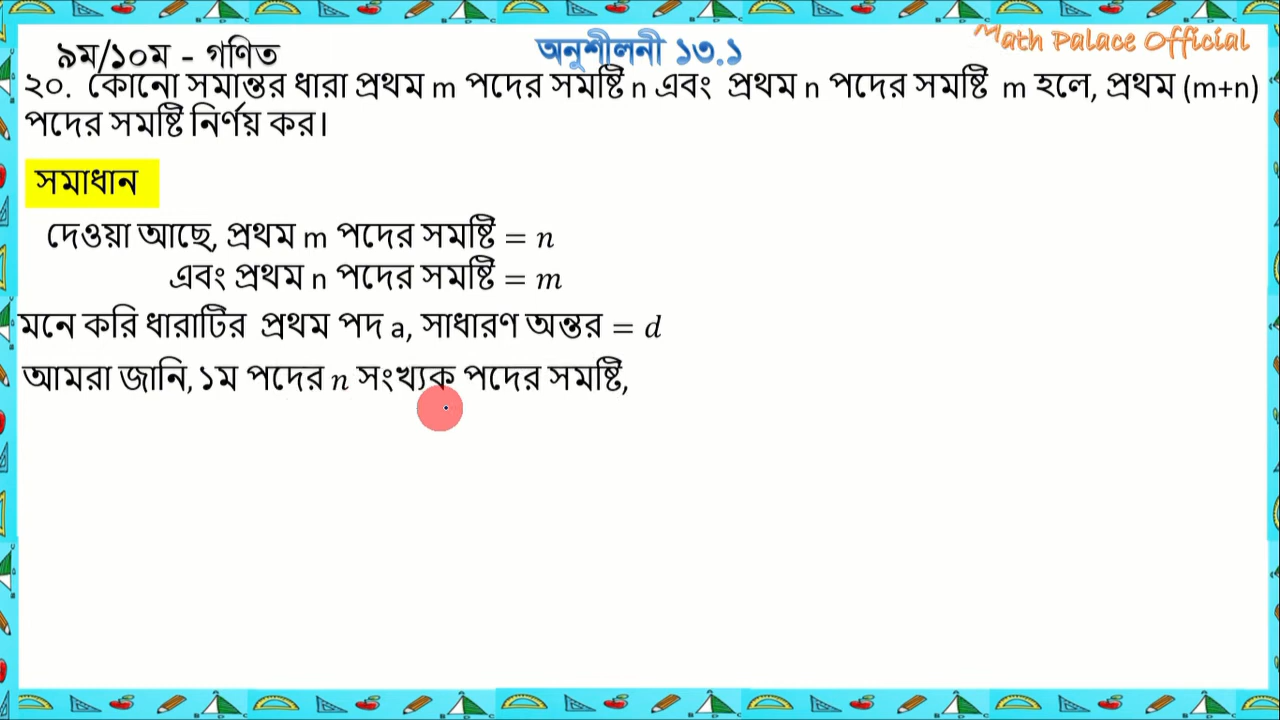 ৯ম/১০ম - গণিত
অনুশীলনী ১৩.১
Math Palace Official
২০. কোনো সমান্তর ধারা প্রথম m পদের সমষ্টি n এবং প্রথম n পদের সমষ্টি m হলে, প্রথম (m+n)
পদের সমষ্টি নির্ণয় কর।
সমাধান
দেওয়া আছে, প্রথম m পদের সমষ্টি = n
এবং প্রথম n পদের সমষ্টি = m
মনে করি ধারাটির প্রথম পদ a, সাধারণ অন্তর = d
আমরা জানি, ১ম পদের n সংখ্যক পদের সমষ্টি,